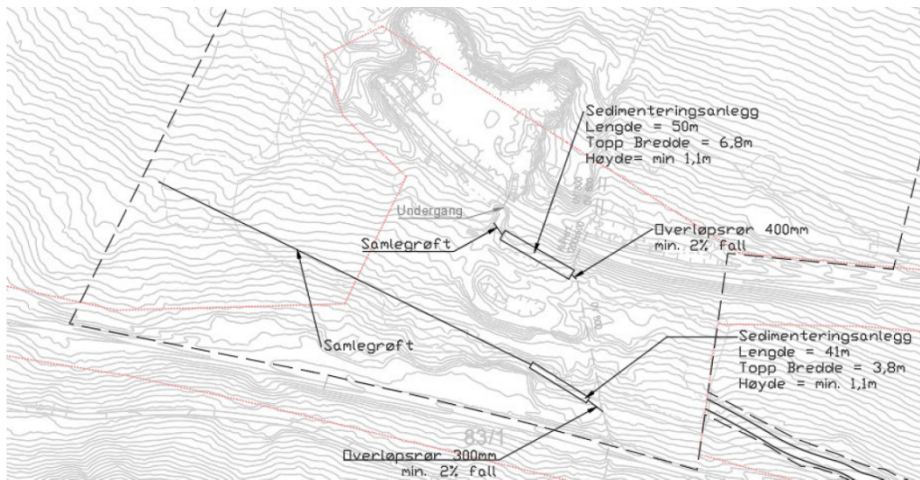 Sedimenteringsanlegg
Lengde = 50m
Topp Bredde = 6,8m
Høyde= min 1,1m
Undergang
Samlegrøft
Overløpsrør 400mm
min. 2% fall
Samlegrøft
Sedimenteringsanlegg
Lengde = 41m
Topp Bredde = 3,8m
Høyde = min. 1,1m
83/1
Overløpsrør 300mm
min. 2% fall